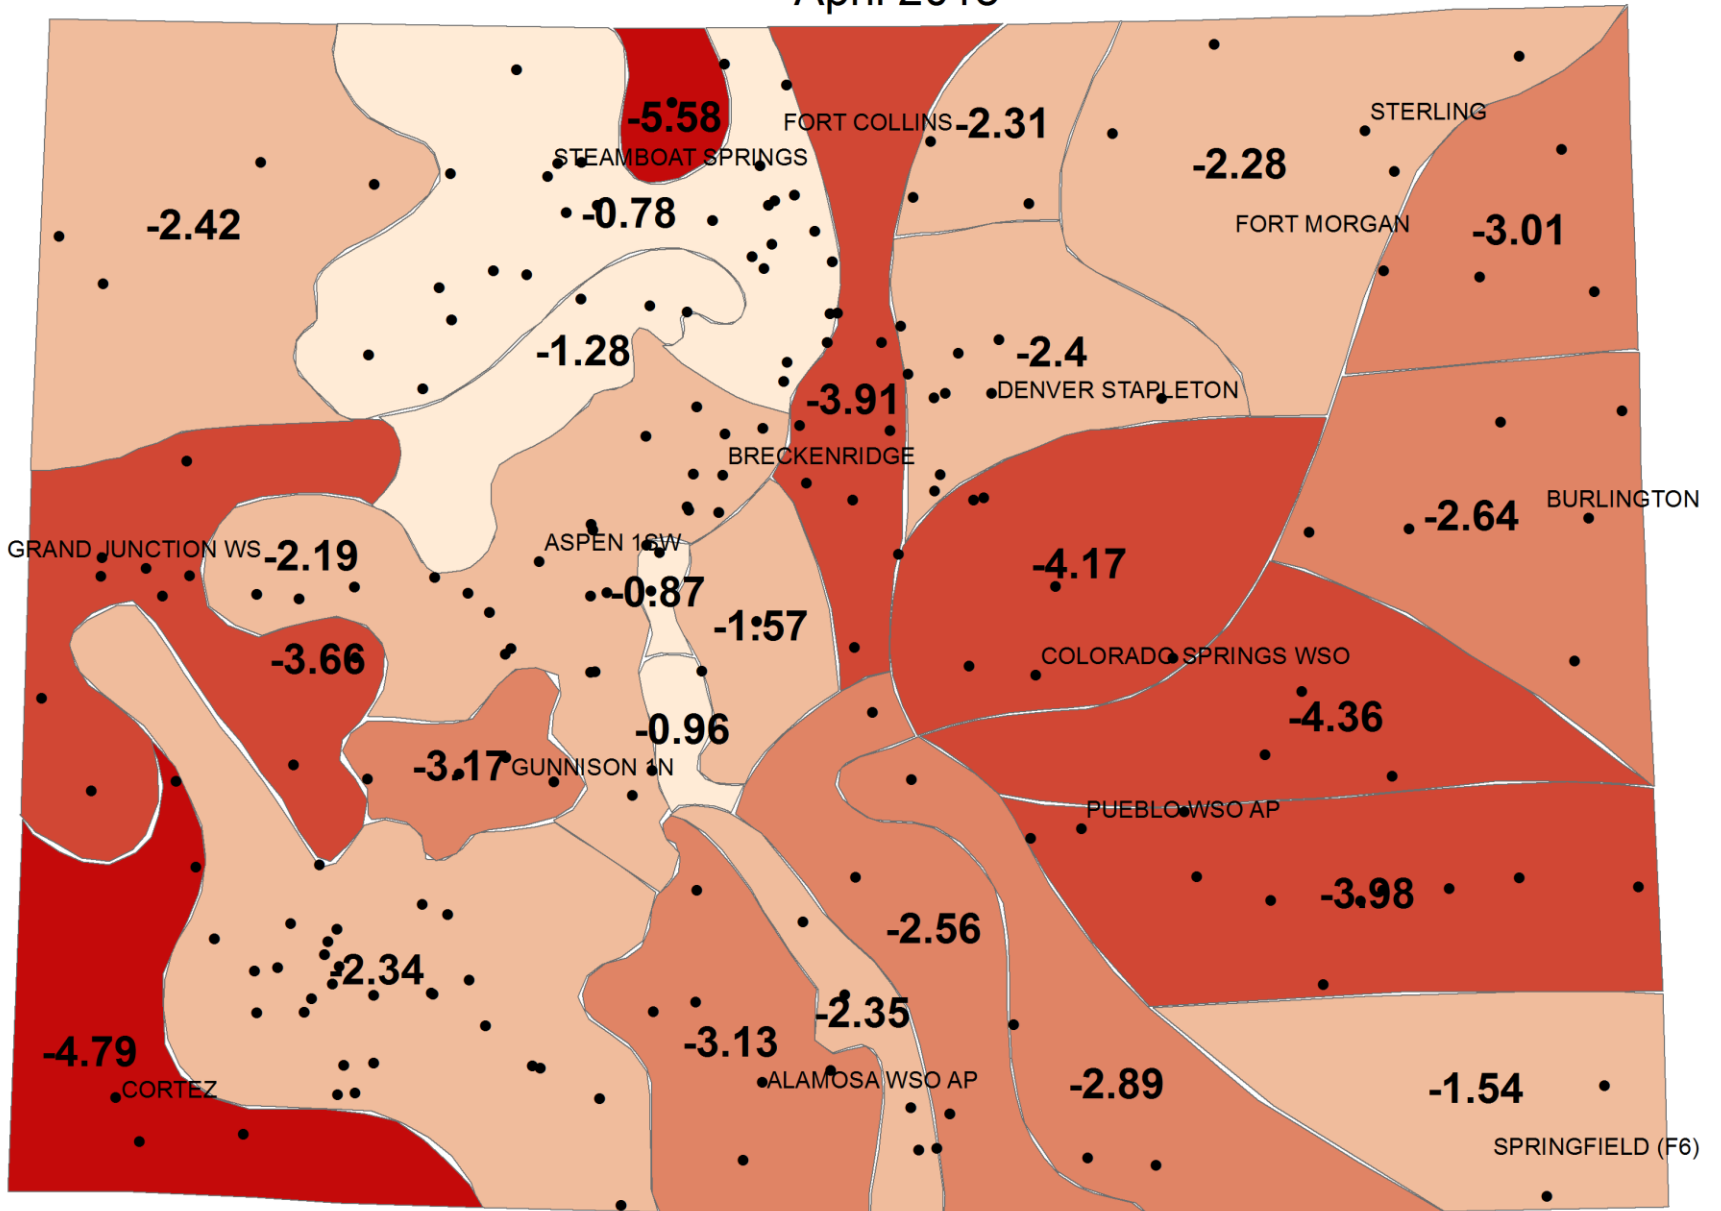 -5.58
FORT COLLINS
-2.31
STERLING
STEAMBOAT SPRINGS
-2.28
-0.78
-2.42
FORT MORGAN
-3.01
-1.28
-2.4
DENVER STAPLETON
-3.91
BRECKENRIDGE
BURLINGTON
-2.64
GRAND JUNCTION WS
-2.19
ASPEN 1SW
-4.17
-0.87
-1.57
-3.66
COLORADO SPRINGS WSO
-4.36
-0.96
-3.17
GUNNISON 1N
PUEBLO WSO AP
-3.98
-2.56
-2.34
-2.35
-3.13
-4.79
ALAMOSA WSO AP
-2.89
-1.54
CORTEZ
SPRINGFIELD (F6)